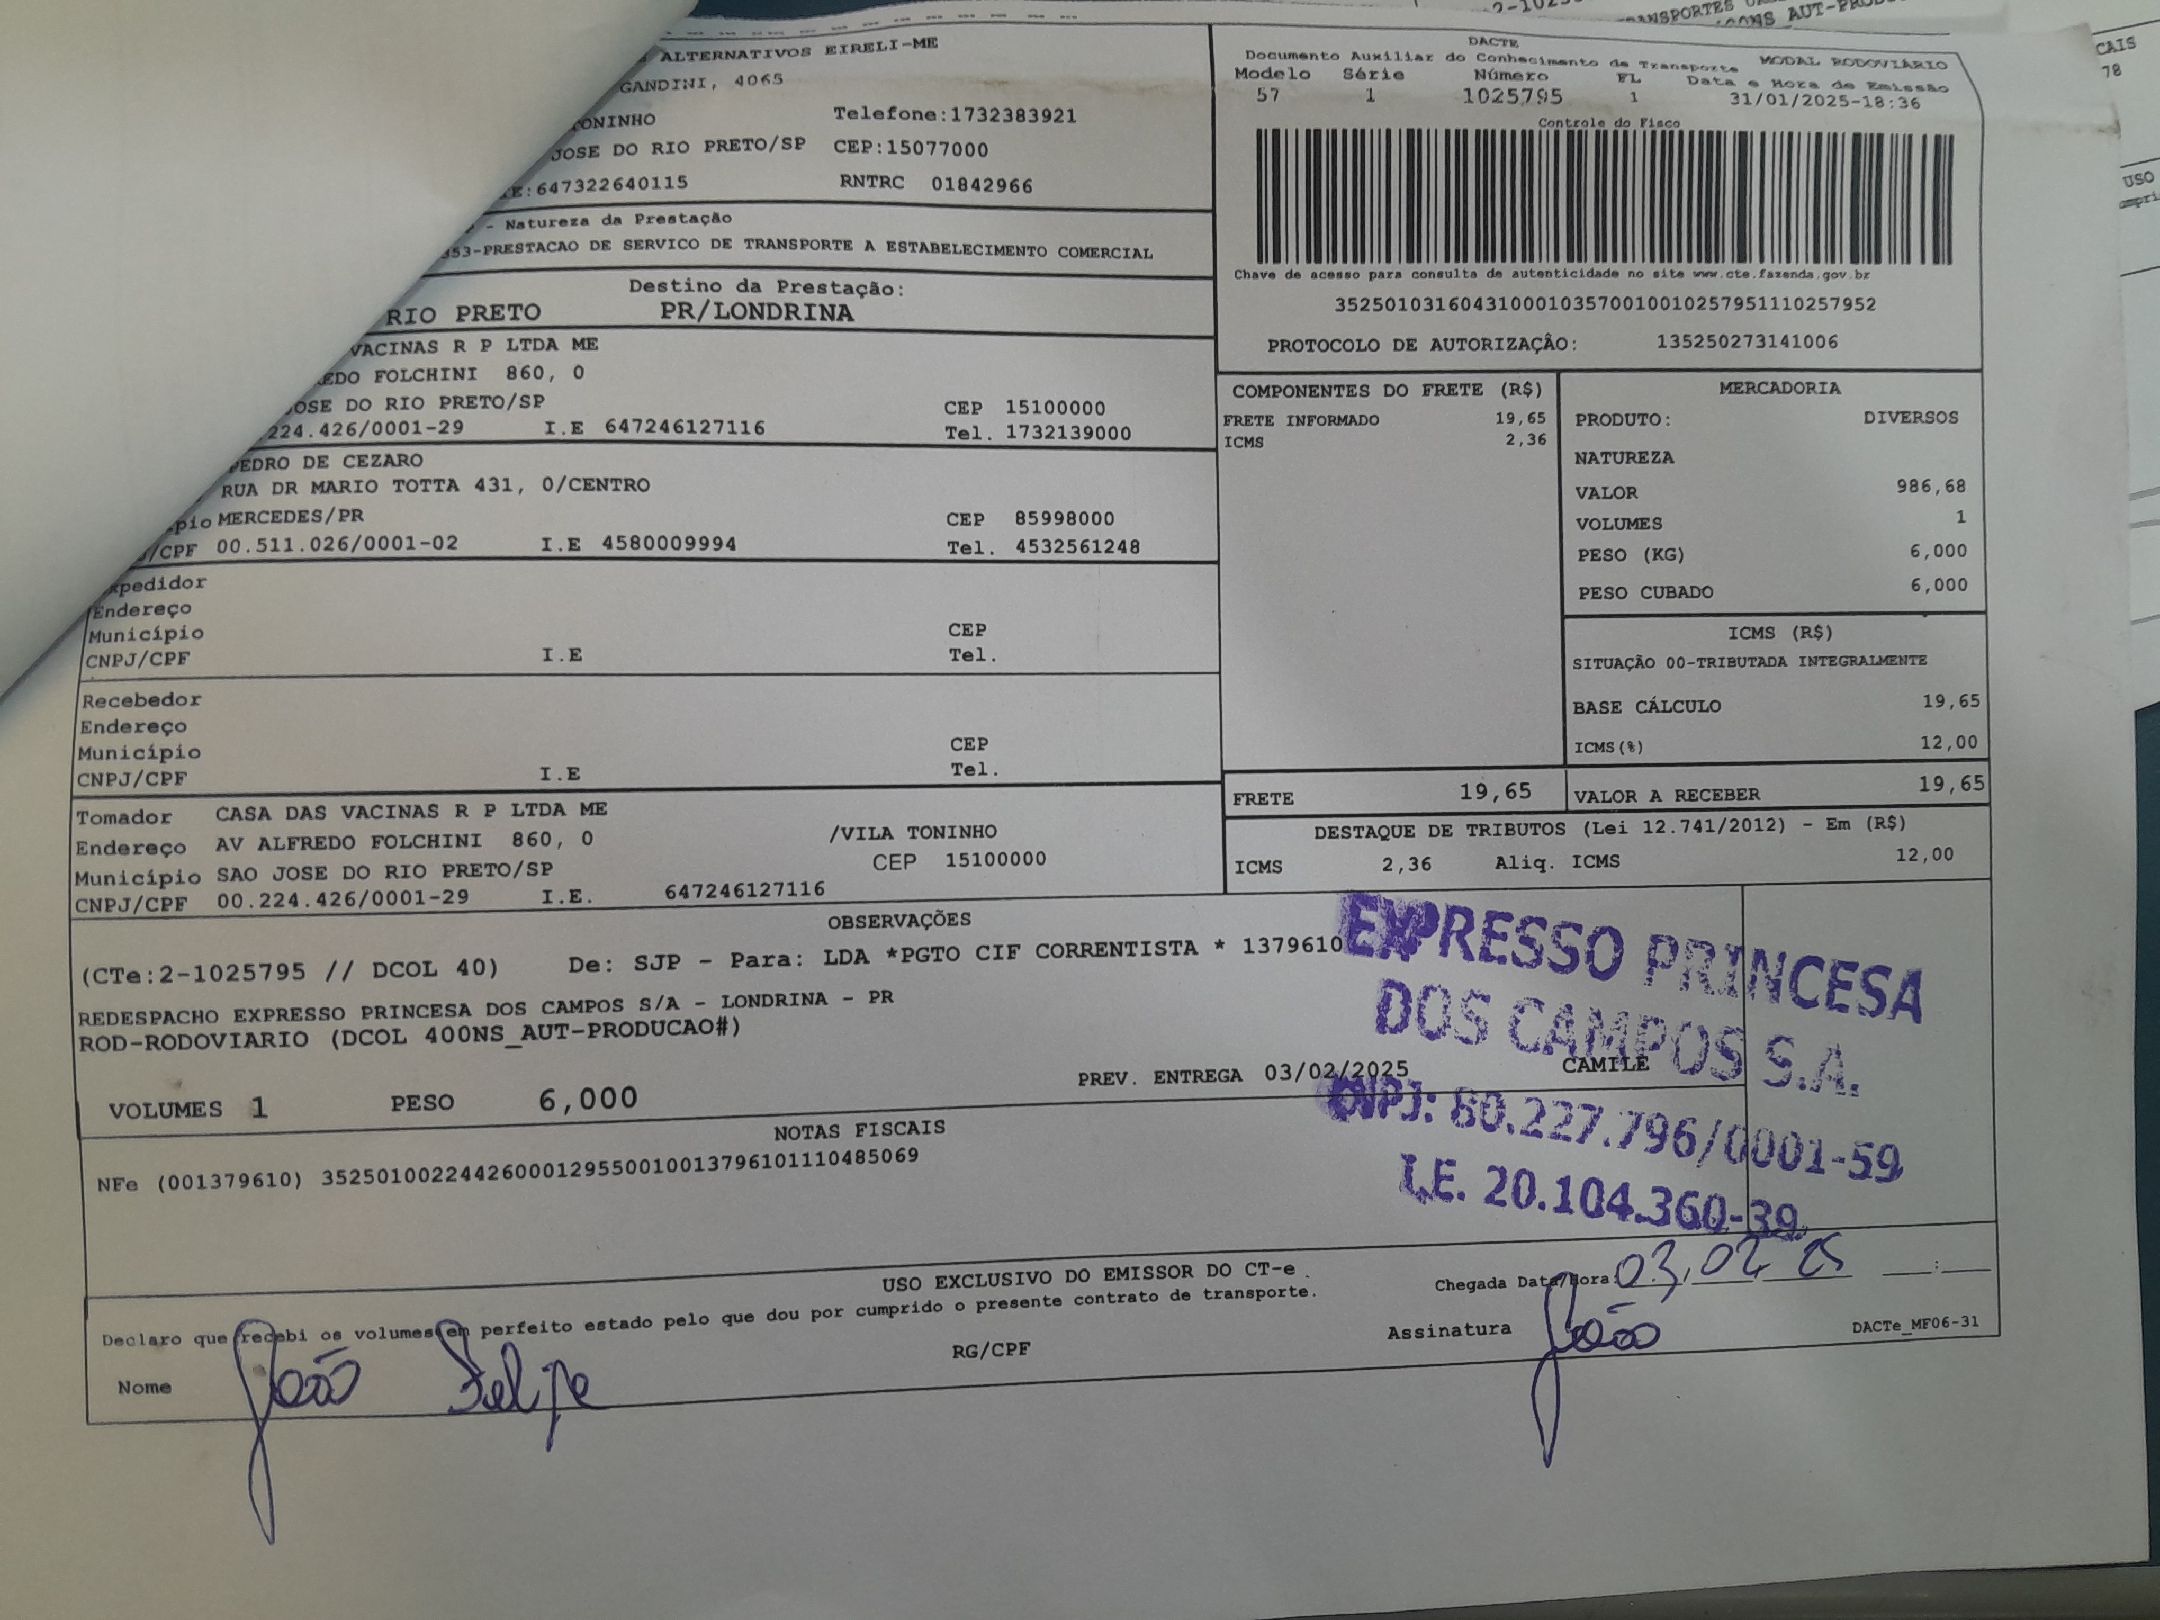 ALTERNATIVOS EIRELI-ME
GANDINI, 4065
TONINHO
Telefone:1732383921
JOSE DO RIO PRETO/SP CEP:15077000
:647322640115 RNTRC 01842966
- Natureza da Prestação
353-PRESTACAO DE SERVICO DE TRANSPORTE A ESTABELECIMENTO COMERCIAL
Destino da Prestação:
RIO PRETO PR/LONDRINA
VACINAS R P LTDA ME
EDO FOLCHINI 860, 0
JOSE DO RIO PRETO/SP CEP 15100000
.224.426/0001-29 I.E 647246127116 Tel. 1732139000
PEDRO DE CEZARO
RUA DR MARIO TOTTA 431, 0/CENTRO
pio MERCEDES/PR CEP 85998000
/CPF 00.511.026/0001-02 I.E 4580009994 Tel. 4532561248
xpedidor
Endereço
Município CEP
CNPJ/CPF I.E Tel.
Recebedor
Endereço
Município CEP
CNPJ/CPF I.E Tel.
Tomador CASA DAS VACINAS R P LTDA ME
Endereço AV ALFREDO FOLCHINI 860, 0 /VILA TONINHO
Município SAO JOSE DO RIO PRETO/SP CEP 15100000
CNPJ/CPF 00.224.426/0001-29 I.E. 647246127116
DACTE
Documento Auxiliar do Conhecimento de Transporte MODAL RODOVIÁRIO
Modelo Série Número FL Data e Hora de Emissão
57 1 1025795 1 31/01/2025-18:36
Controle do Fisco
Chave de acesso para consulta de autenticidade no site www.cte.fazenda.gov.br
35250103160431000103570010010257951110257952
PROTOCOLO DE AUTORIZAÇÃO: 135250273141006
COMPONENTES DO FRETE (R$)
FRETE INFORMADO 19,65
ICMS 2,36
MERCADORIA
PRODUTO: DIVERSOS
NATUREZA
VALOR 986,68
VOLUMES 1
PESO (KG) 6,000
PESO CUBADO 6,000
ICMS (R$)
SITUAÇÃO 00-TRIBUTADA INTEGRALMENTE
BASE CÁLCULO 19,65
ICMS(%) 12,00
FRETE 19,65 VALOR A RECEBER 19,65
DESTAQUE DE TRIBUTOS (Lei 12.741/2012) - Em (R$)
ICMS 2,36 Aliq. ICMS 12,00
OBSERVAÇÕES
(CTe:2-1025795 // DCOL 40) De: SJP - Para: LDA *PGTO CIF CORRENTISTA * 1379610
REDESPACHO EXPRESSO PRINCESA DOS CAMPOS S/A - LONDRINA - PR
ROD-RODOVIARIO (DCOL 400NS_AUT-PRODUCAO#)
PREV. ENTREGA 03/02/2025 CAMILE
VOLUMES 1 PESO 6,000
EXPRESSO PRINCESA
DOS CAMPOS S.A.
CNPJ: 80.227.796/0001-59
I.E. 20.104.360-39
NOTAS FISCAIS
NFe (001379610) 35250100224426000129550010013796101110485069
USO EXCLUSIVO DO EMISSOR DO CT-e
Chegada Data/Hora: 03, 02 25 __:__
Declaro que recebi os volumes em perfeito estado pelo que dou por cumprido o presente contrato de transporte.
Nome João Felipe RG/CPF Assinatura João DACTe_MF06-31
CAIS
78
USO